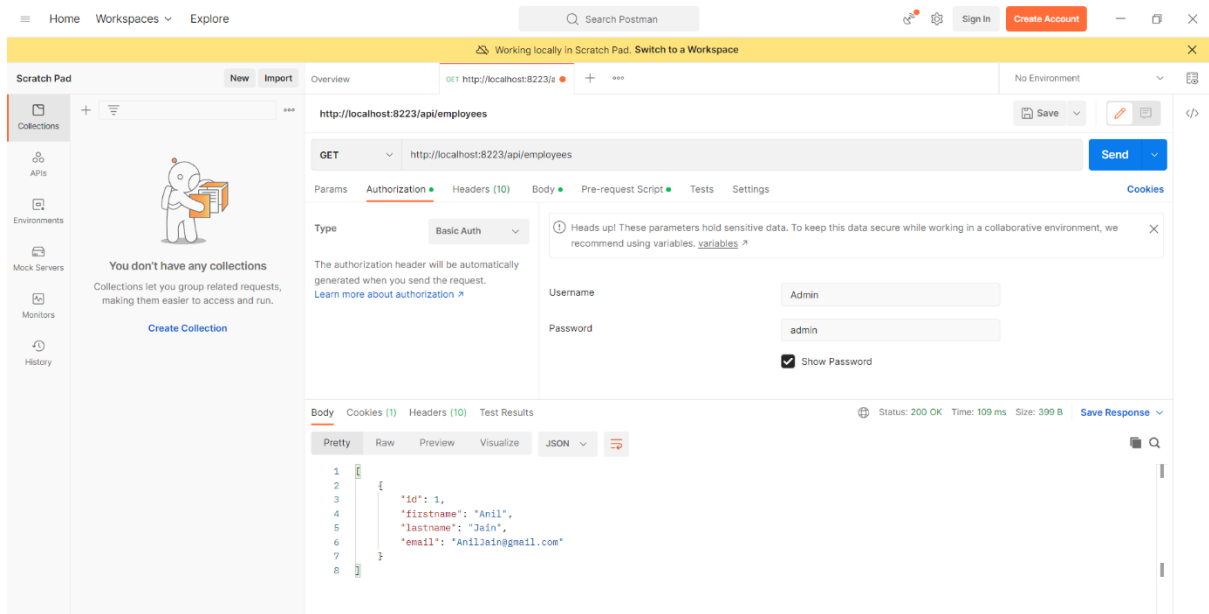 Home Workspaces Explore Search Postman Sign In Create Account
Working locally in Scratch Pad. Switch to a Workspace
Scratch Pad New Import Overview GET http://localhost:8223/a No Environment
Collections
http://localhost:8223/api/employees Save
GET http://localhost:8223/api/employees Send
APIs
Params Authorization Headers (10) Body Pre-request Script Tests Settings Cookies
Environments
Type Basic Auth Heads up! These parameters hold sensitive data. To keep this data secure while working in a collaborative environment, we
recommend using variables. variables
Mock Servers
You don't have any collections
The authorization header will be automatically
generated when you send the request.
Learn more about authorization
Collections let you group related requests,
making them easier to access and run.
Username Admin
Monitors
Create Collection
Password admin
History
Show Password
Body Cookies (1) Headers (10) Test Results Status: 200 OK Time: 109 ms Size: 399 B Save Response
Pretty Raw Preview Visualize JSON
1 [
2 {
3 "id": 1,
4 "firstname": "Anil",
5 "lastname": "Jain",
6 "email": "AnilJain@gmail.com"
7 }
8 ]